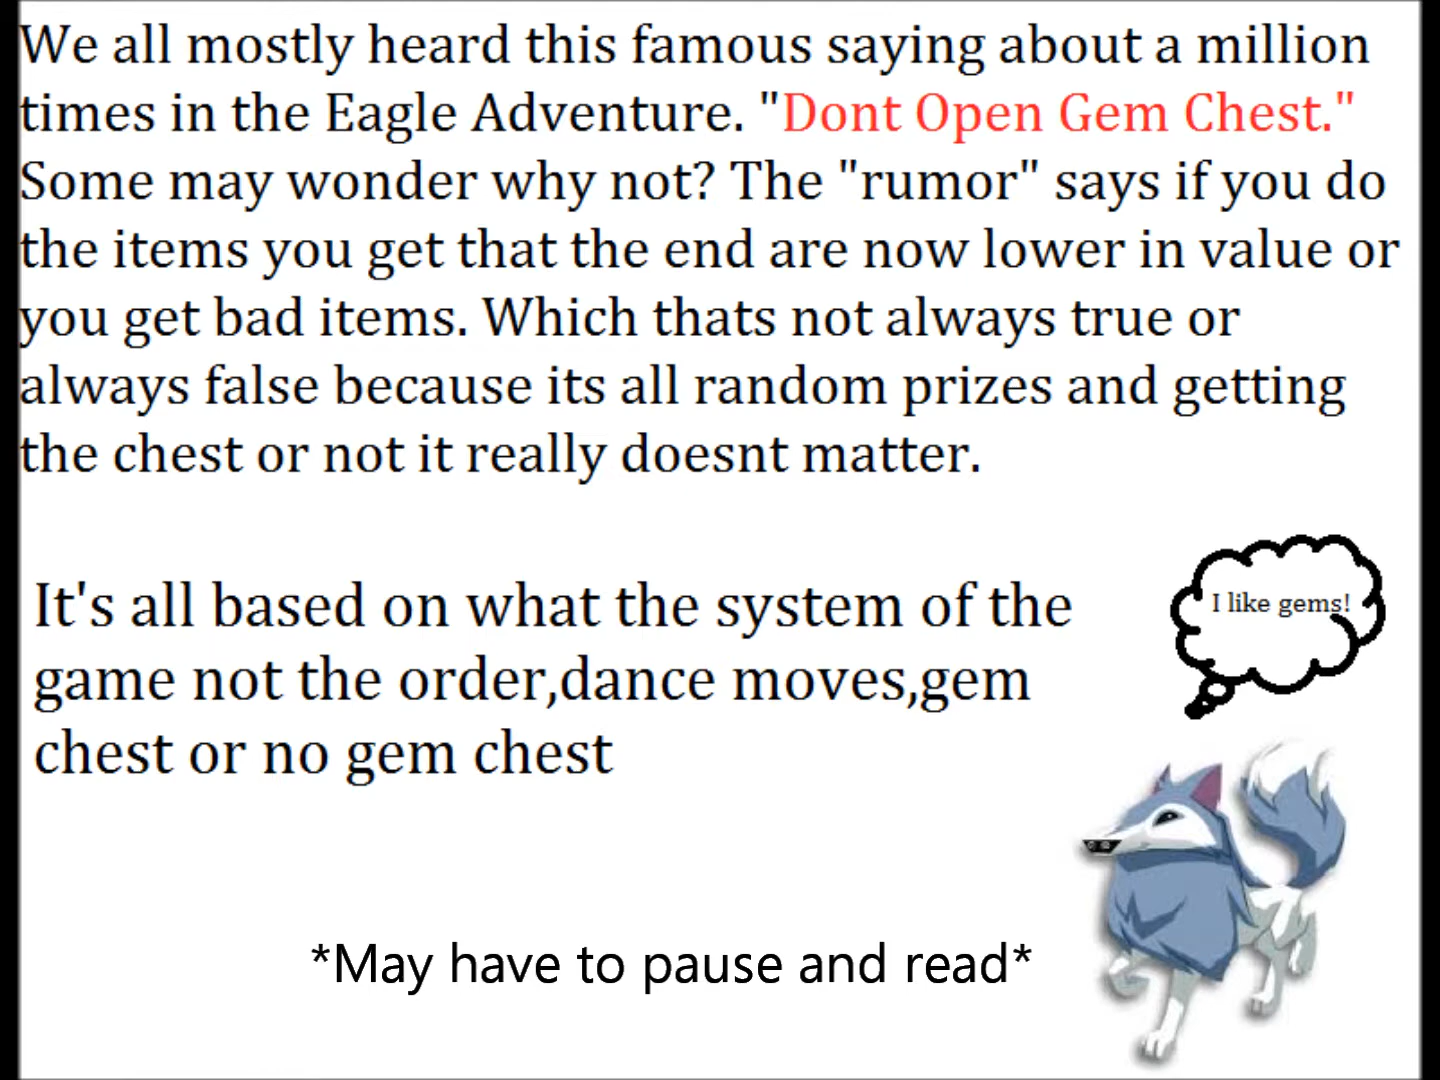 We all mostly heard this famous saying about a million
times in the Eagle Adventure. "Dont Open Gem Chest."
Some may wonder why not? The "rumor" says if you do
the items you get that the end are now lower in value or
you get bad items. Which thats not always true or
always false because its all random prizes and getting
the chest or not it really doesnt matter.
It's all based on what the system of the
game not the order,dance moves,gem
chest or no gem chest
I like gems!
*May have to pause and read*